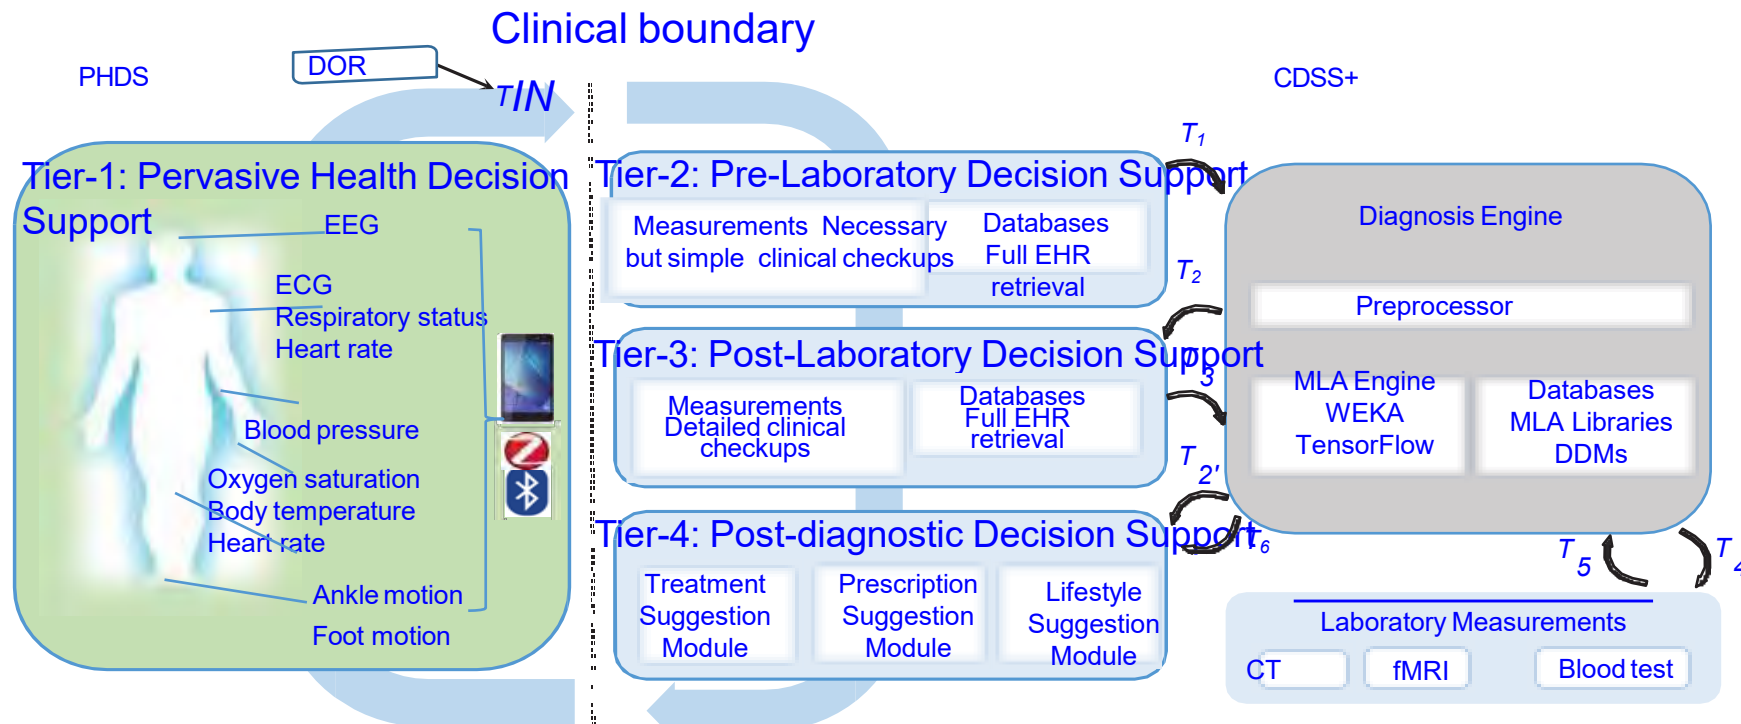 Clinical boundary
PHDS
DOR
TIN
CDSS+
Tier-1: Pervasive Health Decision
Support
EEG
ECG
Respiratory status
Heart rate
Blood pressure
Oxygen saturation
Body temperature
Heart rate
Ankle motion
Foot motion
Tier-2: Pre-Laboratory Decision Support
Measurements Necessary
but simple clinical checkups
Databases
Full EHR
retrieval
Tier-3: Post-Laboratory Decision Support
Measurements
Detailed clinical
checkups
Databases
Full EHR
retrieval
Tier-4: Post-diagnostic Decision Support
Treatment
Suggestion
Module
Prescription
Suggestion
Module
Lifestyle
Suggestion
Module
T1
T2
T3
T2'
T6
T5
T4
Diagnosis Engine
Preprocessor
MLA Engine
WEKA
TensorFlow
Databases
MLA Libraries
DDMs
Laboratory Measurements
CT
fMRI
Blood test